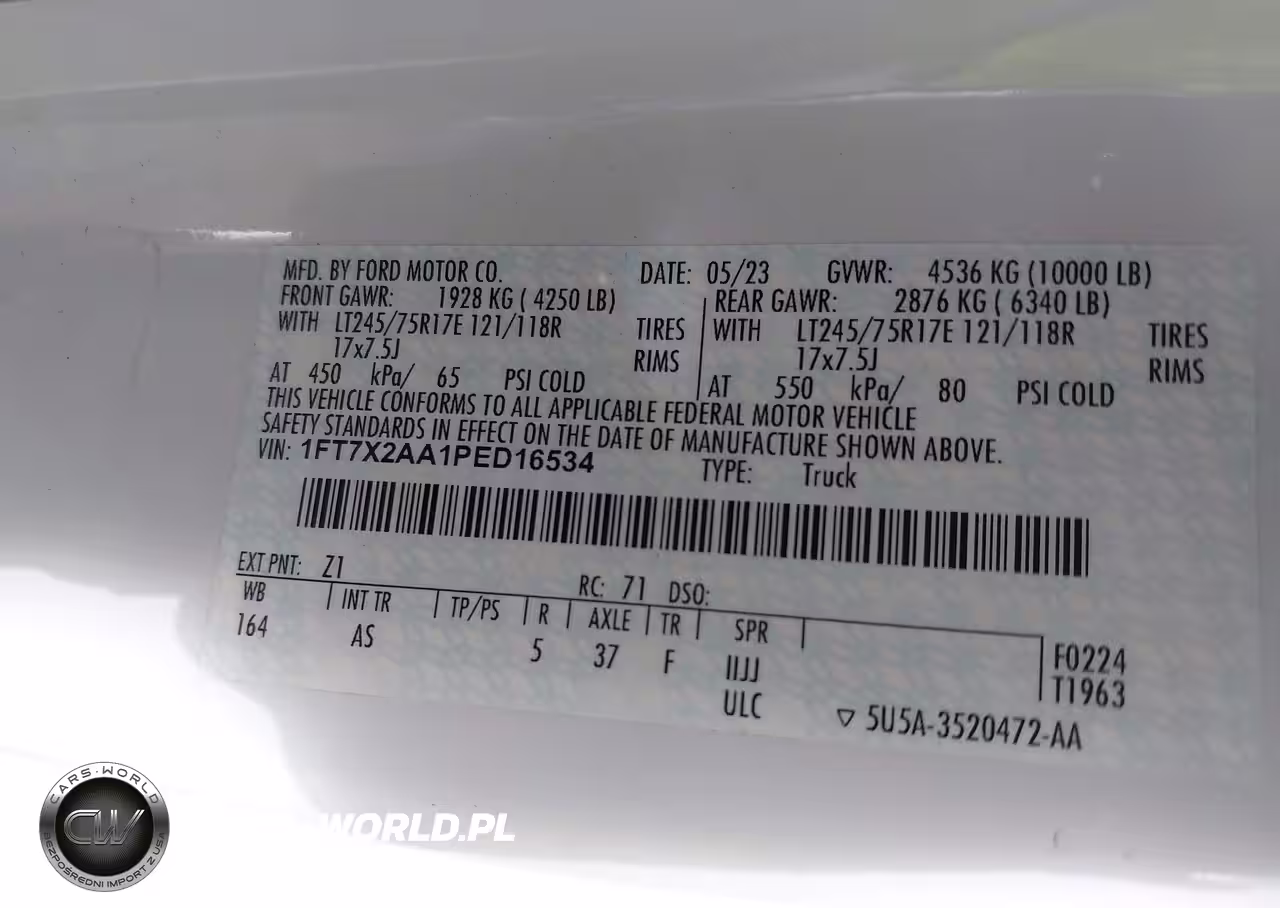 MFD. BY FORD MOTOR CO. DATE: 05/23 GVWR: 4536 KG (10000 LB)
FRONT GAWR: 1928 KG ( 4250 LB) REAR GAWR: 2876 KG ( 6340 LB)
WITH LT245/75R17E 121/118R TIRES WITH LT245/75R17E 121/118R TIRES
17x7.5J RIMS 17x7.5J RIMS
AT 450 kPa/ 65 PSI COLD AT 550 kPa/ 80 PSI COLD
THIS VEHICLE CONFORMS TO ALL APPLICABLE FEDERAL MOTOR VEHICLE
SAFETY STANDARDS IN EFFECT ON THE DATE OF MANUFACTURE SHOWN ABOVE.
VIN: 1FT7X2AA1PED16534 TYPE: Truck
EXT PNT: Z1 RC: 71 DSO:
WB INT TR TP/PS R AXLE TR SPR
164 AS 5 37 F IIJJ
ULC
F0224
T1963
▽ 5U5A-3520472-AA
CARS-WORLD
CW
BEZPOŚREDNI IMPORT Z USA
WORLD.PL